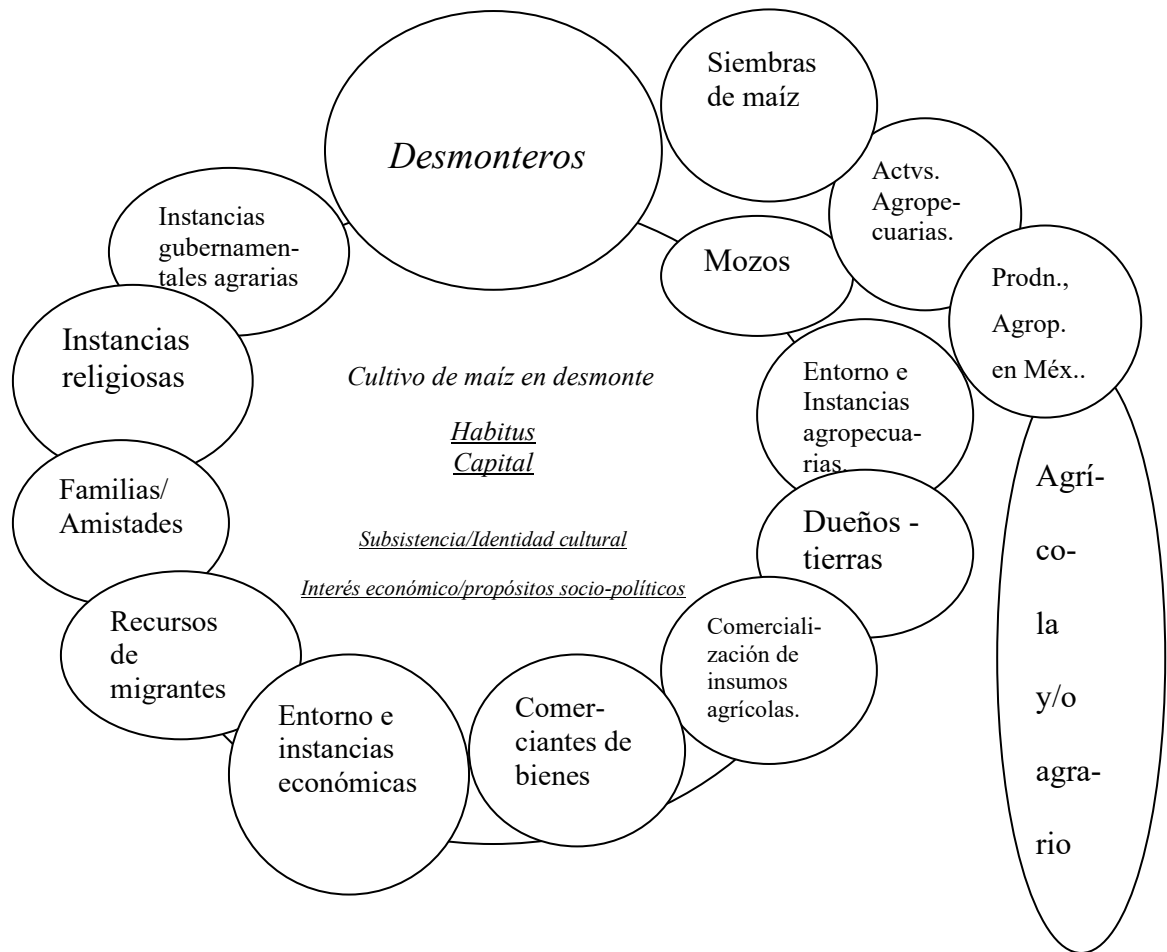 Desmonteros
Siembras
de maíz
Actvs.
Agrope-
cuarias.
Prodn.,
Agrop.
en Méx..
Agrí-
co-
la
y/o
agra-
rio
Mozos
Entorno e
Instancias
agropecua-
rias.
Dueños -
tierras
Comerciali-
zación de
insumos
agrícolas.
Comer-
ciantes de
bienes
Entorno e
instancias
económicas
Recursos
de
migrantes
Familias/
Amistades
Instancias
religiosas
Instancias
gubernamen-
tales agrarias
Cultivo de maíz en desmonte
Habitus
Capital
Subsistencia/Identidad cultural
Interés económico/propósitos socio-políticos